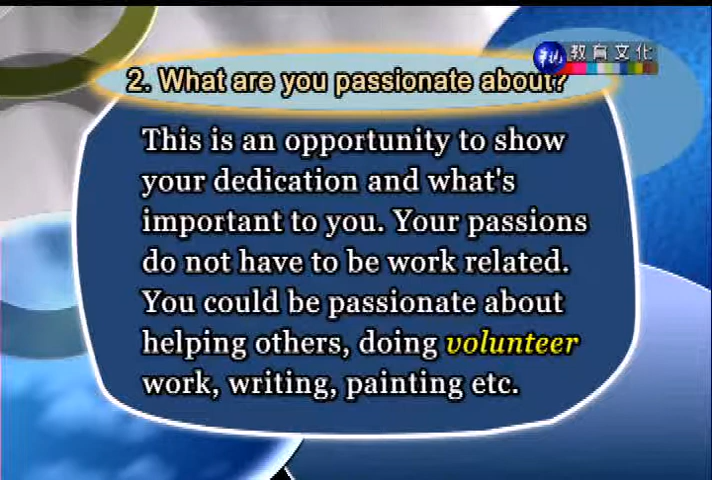 華視 教育文化
2. What are you passionate about?
This is an opportunity to show
your dedication and what's
important to you. Your passions
do not have to be work related.
You could be passionate about
helping others, doing volunteer
work, writing, painting etc.